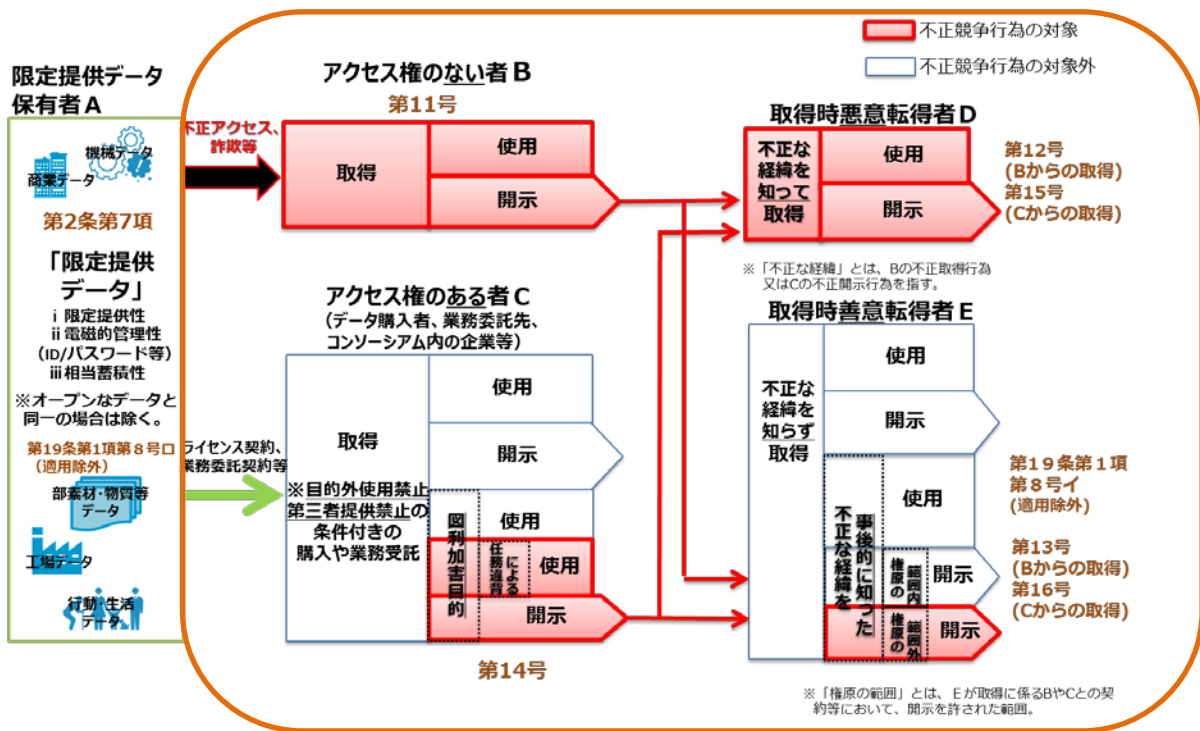 不正競争行為の対象
不正競争行為の対象外
限定提供データ
保有者A
機械データ
商業データ
第2条第7項
「限定提供
データ」
ⅰ 限定提供性
ⅱ 電磁的管理性
(ID/パスワード等)
ⅲ 相当蓄積性
※オープンなデータと
同一の場合は除く。
第19条第1項第8号ロ
(適用除外)
部素材・物質等
データ
工場データ
行動・生活
データ
不正アクセス、
詐欺等
ライセンス契約、
業務委託契約等
アクセス権のない者B
第11号
取得
使用
開示
アクセス権のある者C
(データ購入者、業務委託先、
コンソーシアム内の企業等)
取得
※目的外使用禁止
第三者提供禁止の
条件付きの
購入や業務受託
使用
開示
使用
図利加害目的
による
任務違背
使用
開示
第14号
取得時悪意転得者D
不正な
経緯を
知って
取得
使用
開示
第12号
(Bからの取得)
第15号
(Cからの取得)
※「不正な経緯」とは、Bの不正取得行為
又はCの不正開示行為を指す。
取得時善意転得者E
不正な
経緯を
知らず
取得
使用
開示
事後的に知った
不正な経緯を
使用
範囲内
権原の
開示
範囲外
権原の
開示
第19条第1項
第8号イ
(適用除外)
第13号
(Bからの取得)
第16号
(Cからの取得)
※「権原の範囲」とは、Eが取得に係るBやCとの契
約等において、開示を許された範囲。